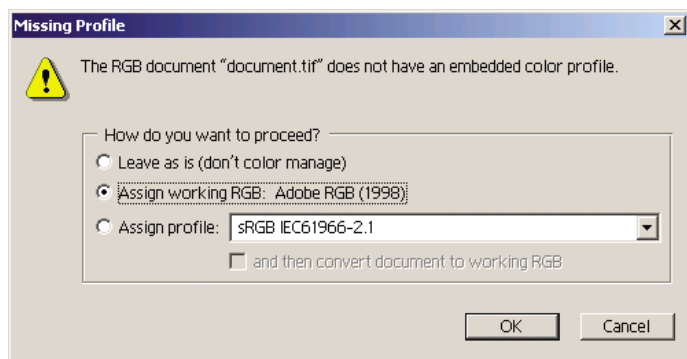 Missing Profile
The RGB document “document.tif” does not have an embedded color profile.
How do you want to proceed?
Leave as is (don't color manage)
Assign working RGB: Adobe RGB (1998)
Assign profile: sRGB IEC61966-2.1
and then convert document to working RGB
OK Cancel